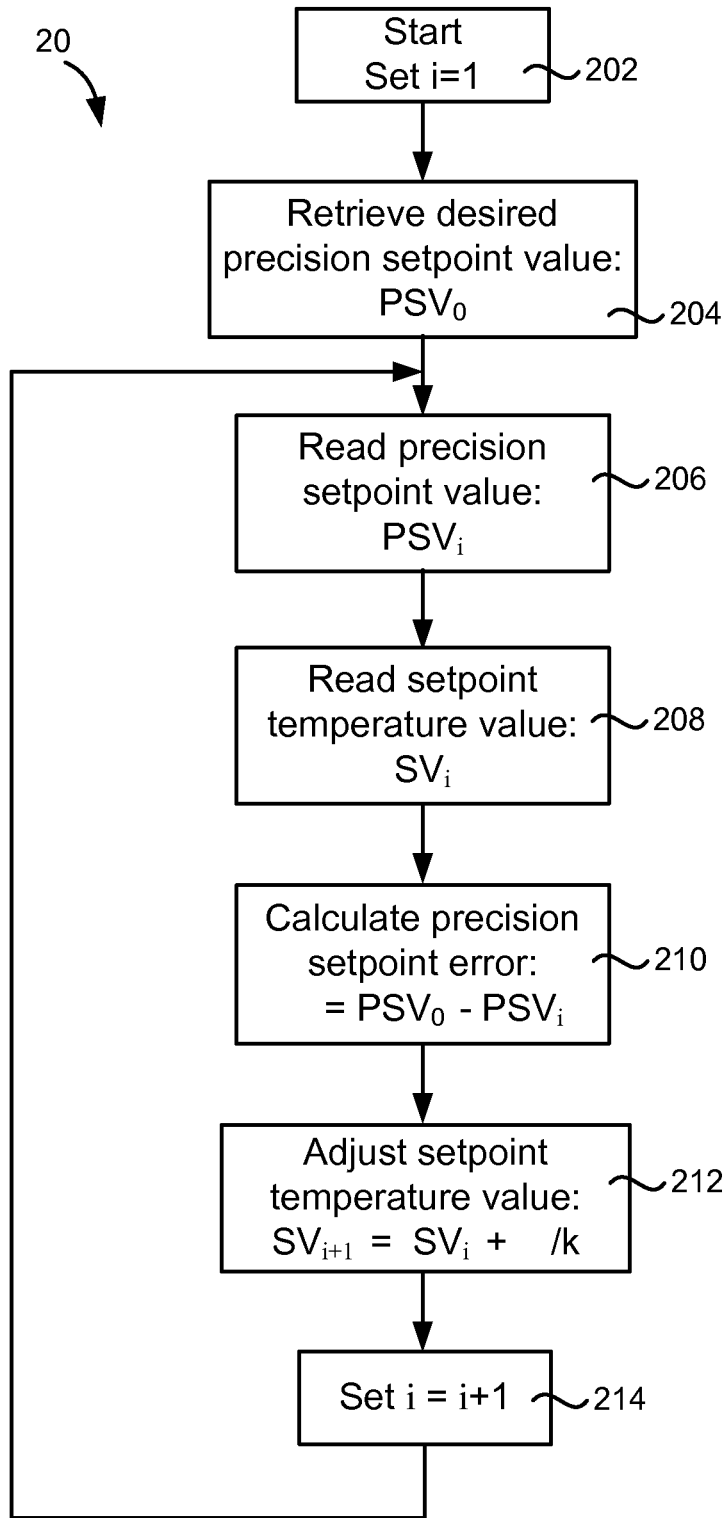 20
Start
Set i=1
202
Retrieve desired
precision setpoint value:
PSV₀
204
Read precision
setpoint value:
PSVᵢ
206
Read setpoint
temperature value:
SVᵢ
208
Calculate precision
setpoint error:
= PSV₀ - PSVᵢ
210
Adjust setpoint
temperature value:
SVᵢ₊₁ = SVᵢ + /k
212
Set i = i+1
214